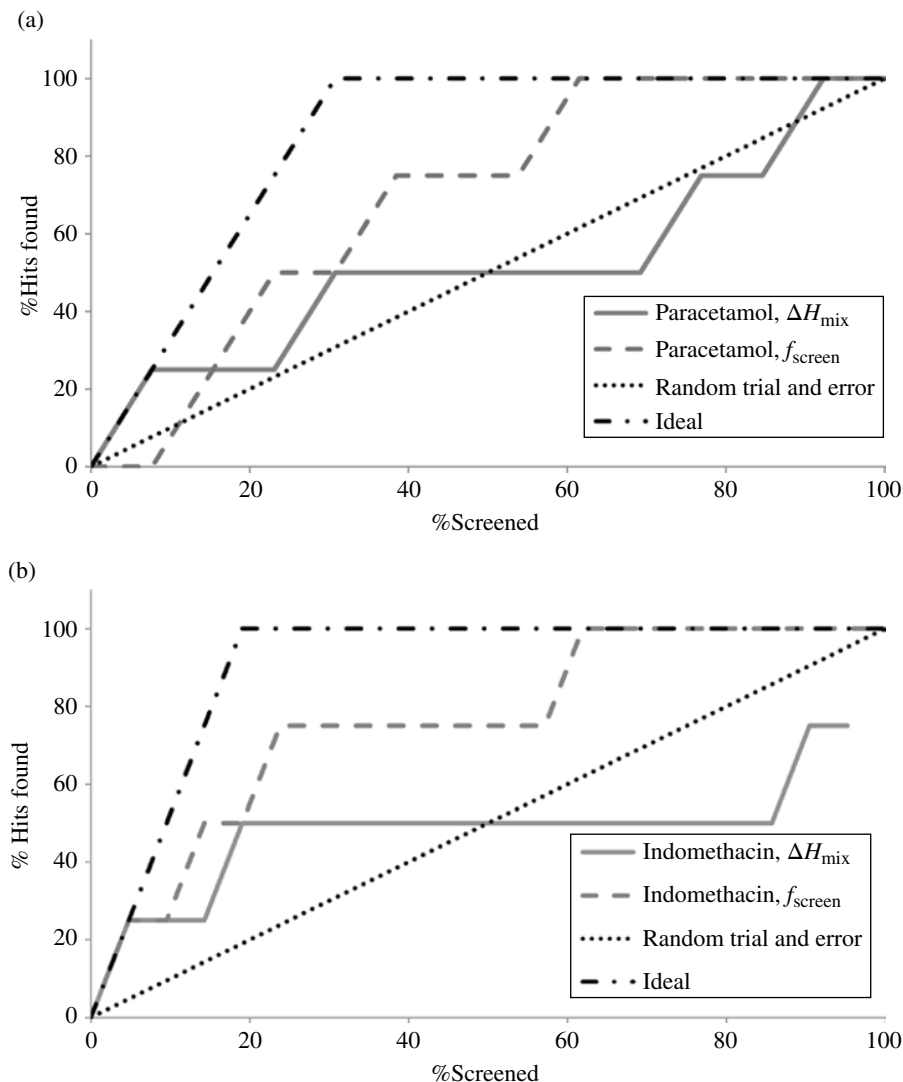 (a)
100
80
60
40
20
0
%Hits found
Paracetamol, ΔHmix
Paracetamol, fscreen
Random trial and error
Ideal
0 20 40 60 80 100
%Screened
(b)
100
80
60
40
20
0
% Hits found
Indomethacin, ΔHmix
Indomethacin, fscreen
Random trial and error
Ideal
0 20 40 60 80 100
%Screened